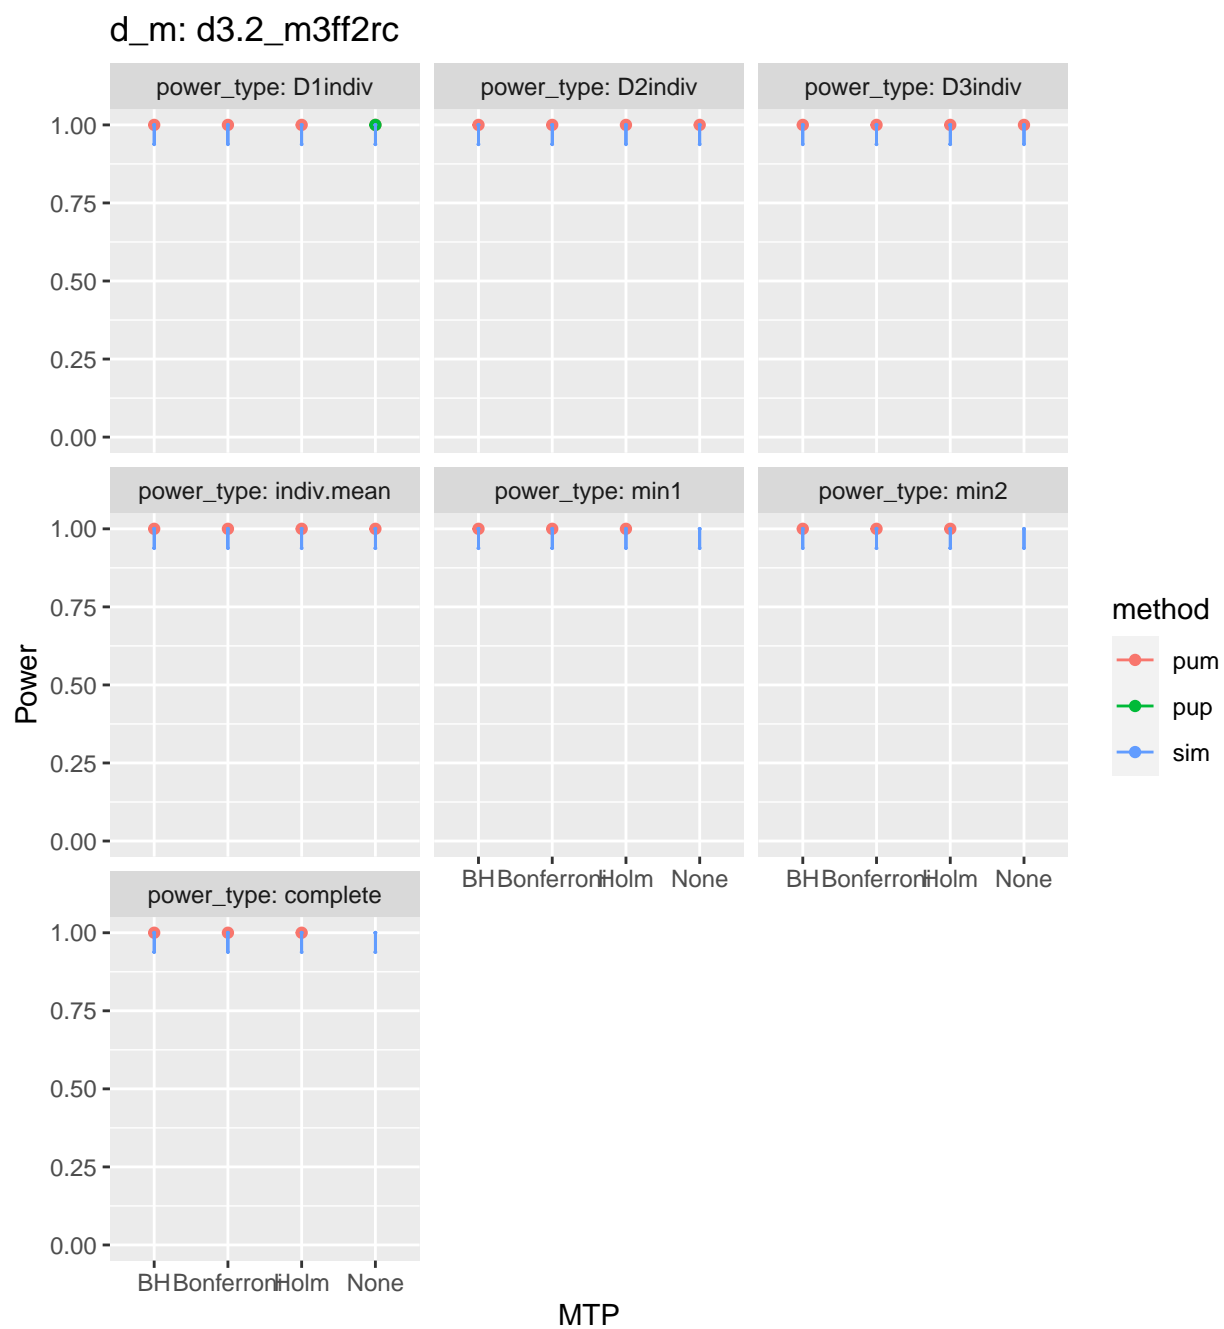 d_m: d3.2_m3ff2rc
power_type: D1indiv
power_type: D2indiv
power_type: D3indiv
1.00
0.75
0.50
0.25
0.00
power_type: indiv.mean
power_type: min1
power_type: min2
1.00
0.75
0.50
0.25
0.00
BH Bonferroni Holm None
BH Bonferroni Holm None
power_type: complete
1.00
0.75
0.50
0.25
0.00
BH Bonferroni Holm None
MTP
Power
method
pum
pup
sim